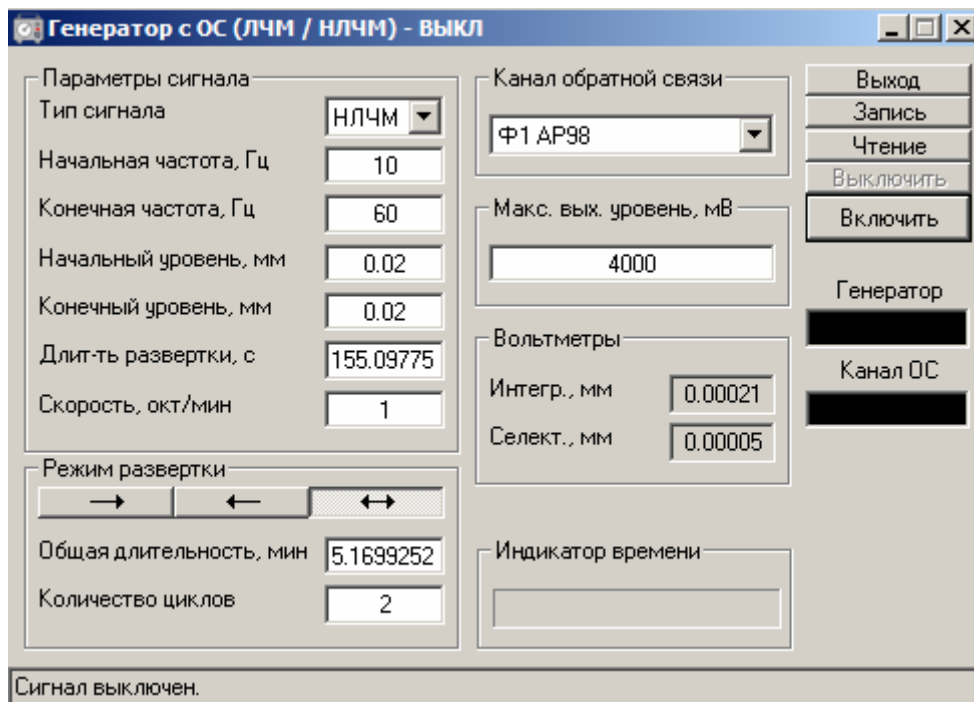 Генератор с ОС (ЛЧМ / НЛЧМ) - ВЫКЛ
Параметры сигнала
Тип сигнала НЛЧМ
Начальная частота, Гц 10
Конечная частота, Гц 60
Начальный уровень, мм 0.02
Конечный уровень, мм 0.02
Длит-ть развертки, с 155.09775
Скорость, окт/мин 1
Режим развертки
Общая длительность, мин 5.1699252
Количество циклов 2
Канал обратной связи
Ф1 AP98
Макс. вых. уровень, мВ
4000
Вольтметры
Интегр., мм 0.00021
Селект., мм 0.00005
Индикатор времени
Выход
Запись
Чтение
Выключить
Включить
Генератор
Канал ОС
Сигнал выключен.